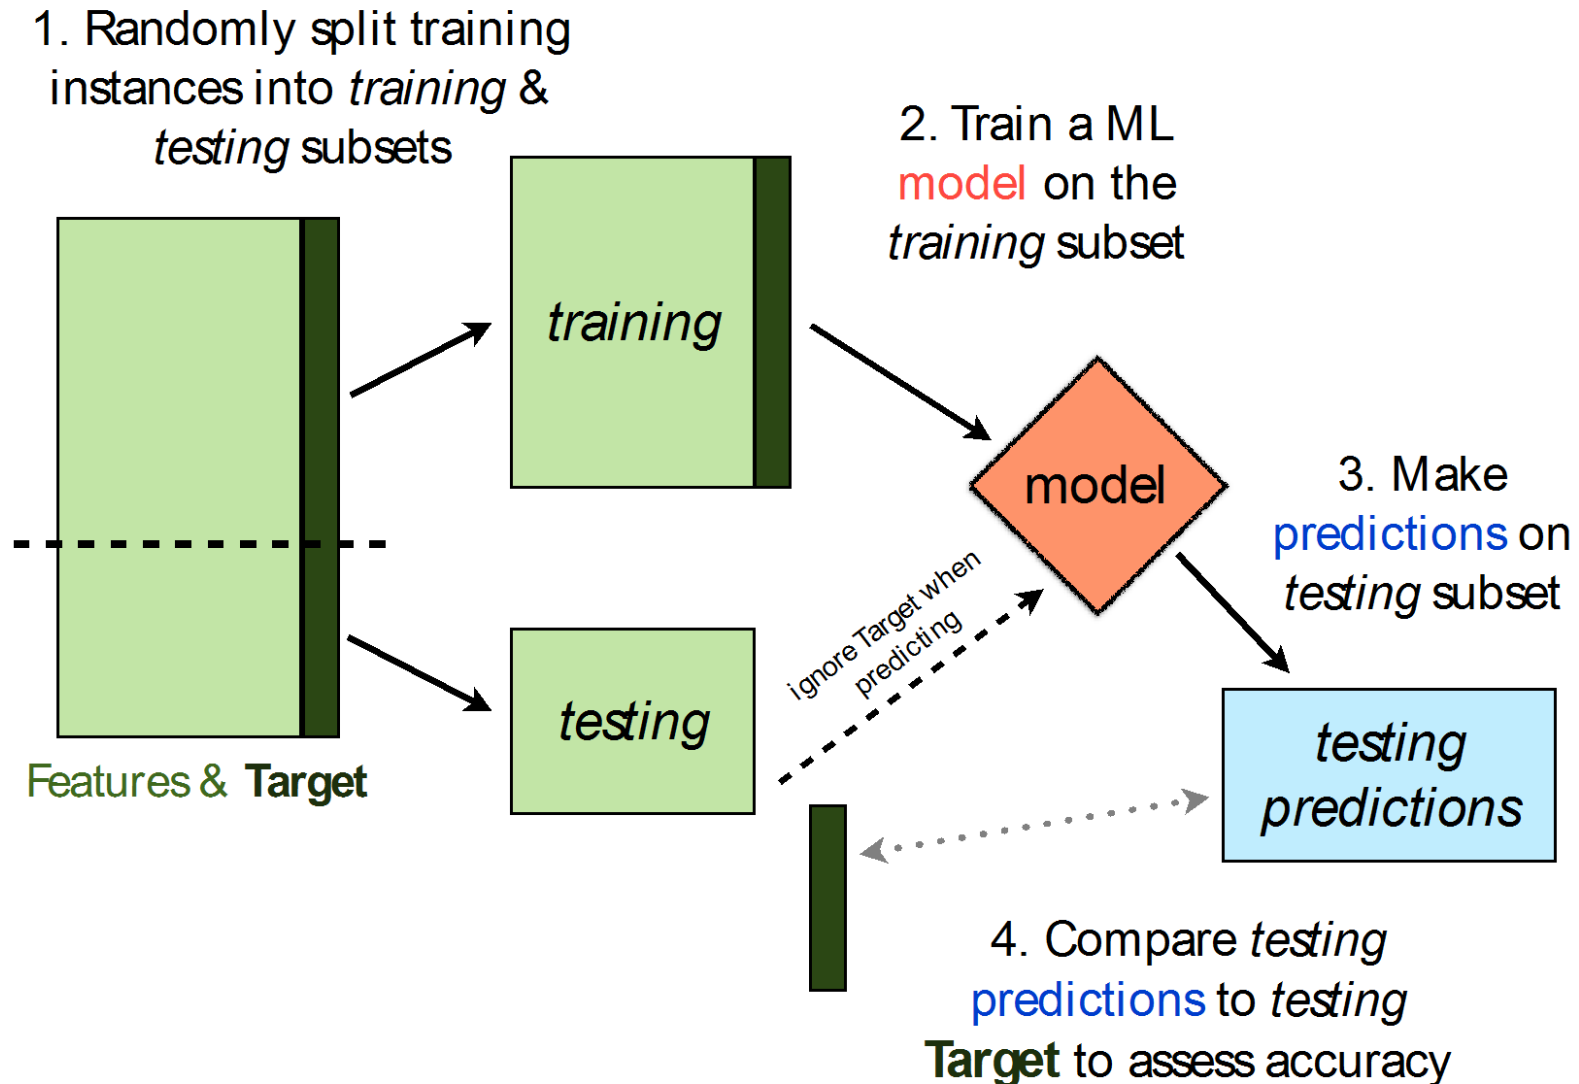 1. Randomly split training
instances into training &
testing subsets
2. Train a ML
model on the
training subset
training
model
3. Make
predictions on
testing subset
ignore Target when
predicting
testing
testing
predictions
Features & Target
4. Compare testing
predictions to testing
Target to assess accuracy